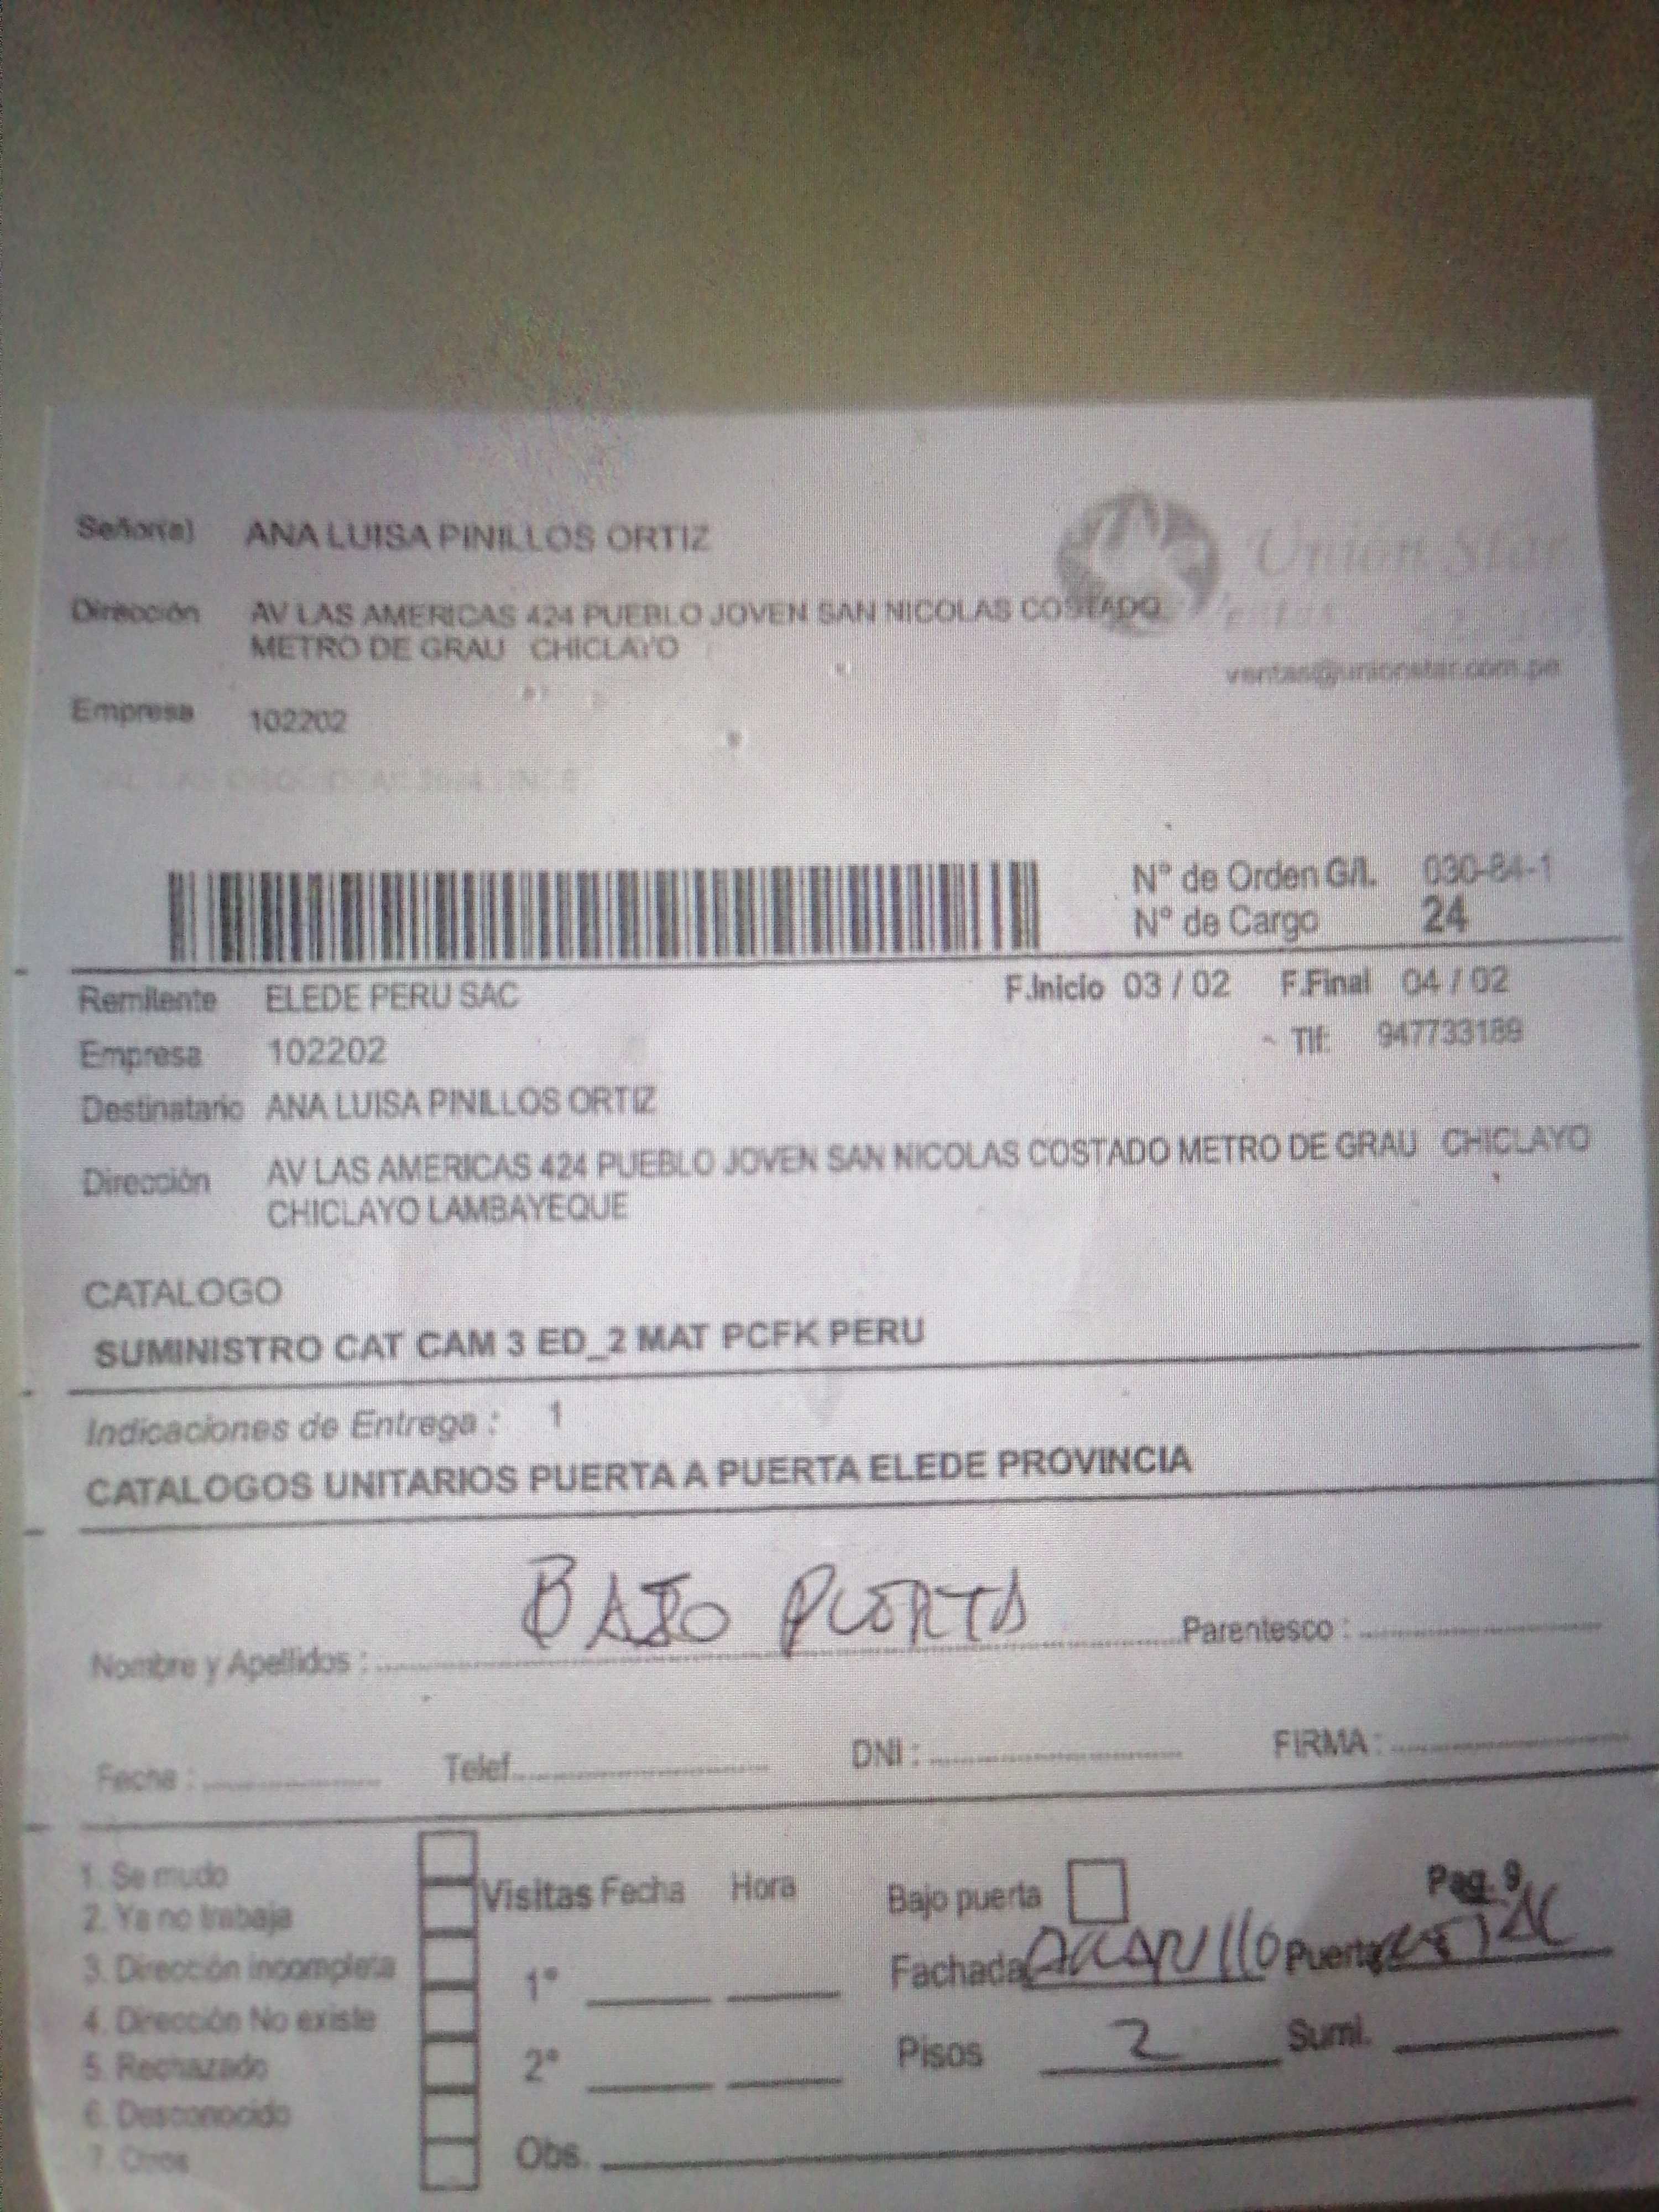 Señor(a) ANA LUISA PINILLOS ORTIZ
Union Star
Dirección AV LAS AMERICAS 424 PUEBLO JOVEN SAN NICOLAS COSTADO
METRO DE GRAU CHICLAYO
ventas@unionstar.com.pe
Empresa 102202
N° de Orden G/I. 030-84-1
N° de Cargo 24
Remitente ELEDE PERU SAC F.Inicio 03 / 02 F.Final 04 / 02
Empresa 102202 Tlf: 947733189
Destinatario ANA LUISA PINILLOS ORTIZ
Dirección AV LAS AMERICAS 424 PUEBLO JOVEN SAN NICOLAS COSTADO METRO DE GRAU CHICLAYO
CHICLAYO LAMBAYEQUE
CATALOGO
SUMINISTRO CAT CAM 3 ED_2 MAT PCFK PERU
Indicaciones de Entrega : 1
CATALOGOS UNITARIOS PUERTA A PUERTA ELEDE PROVINCIA
BAJO PUERTA
Nombre y Apellidos : Parentesco :
Fecha : Telef. DNI : FIRMA :
1. Se mudo
2. Ya no trabaja
3. Dirección incompleta
4. Dirección No existe
5. Rechazado
6. Desconocido
7. Otros
Visitas Fecha Hora
1°
2°
Obs.
Bajo puerta Pag. 9
Fachada Puerta
Pisos 2 Sumi.